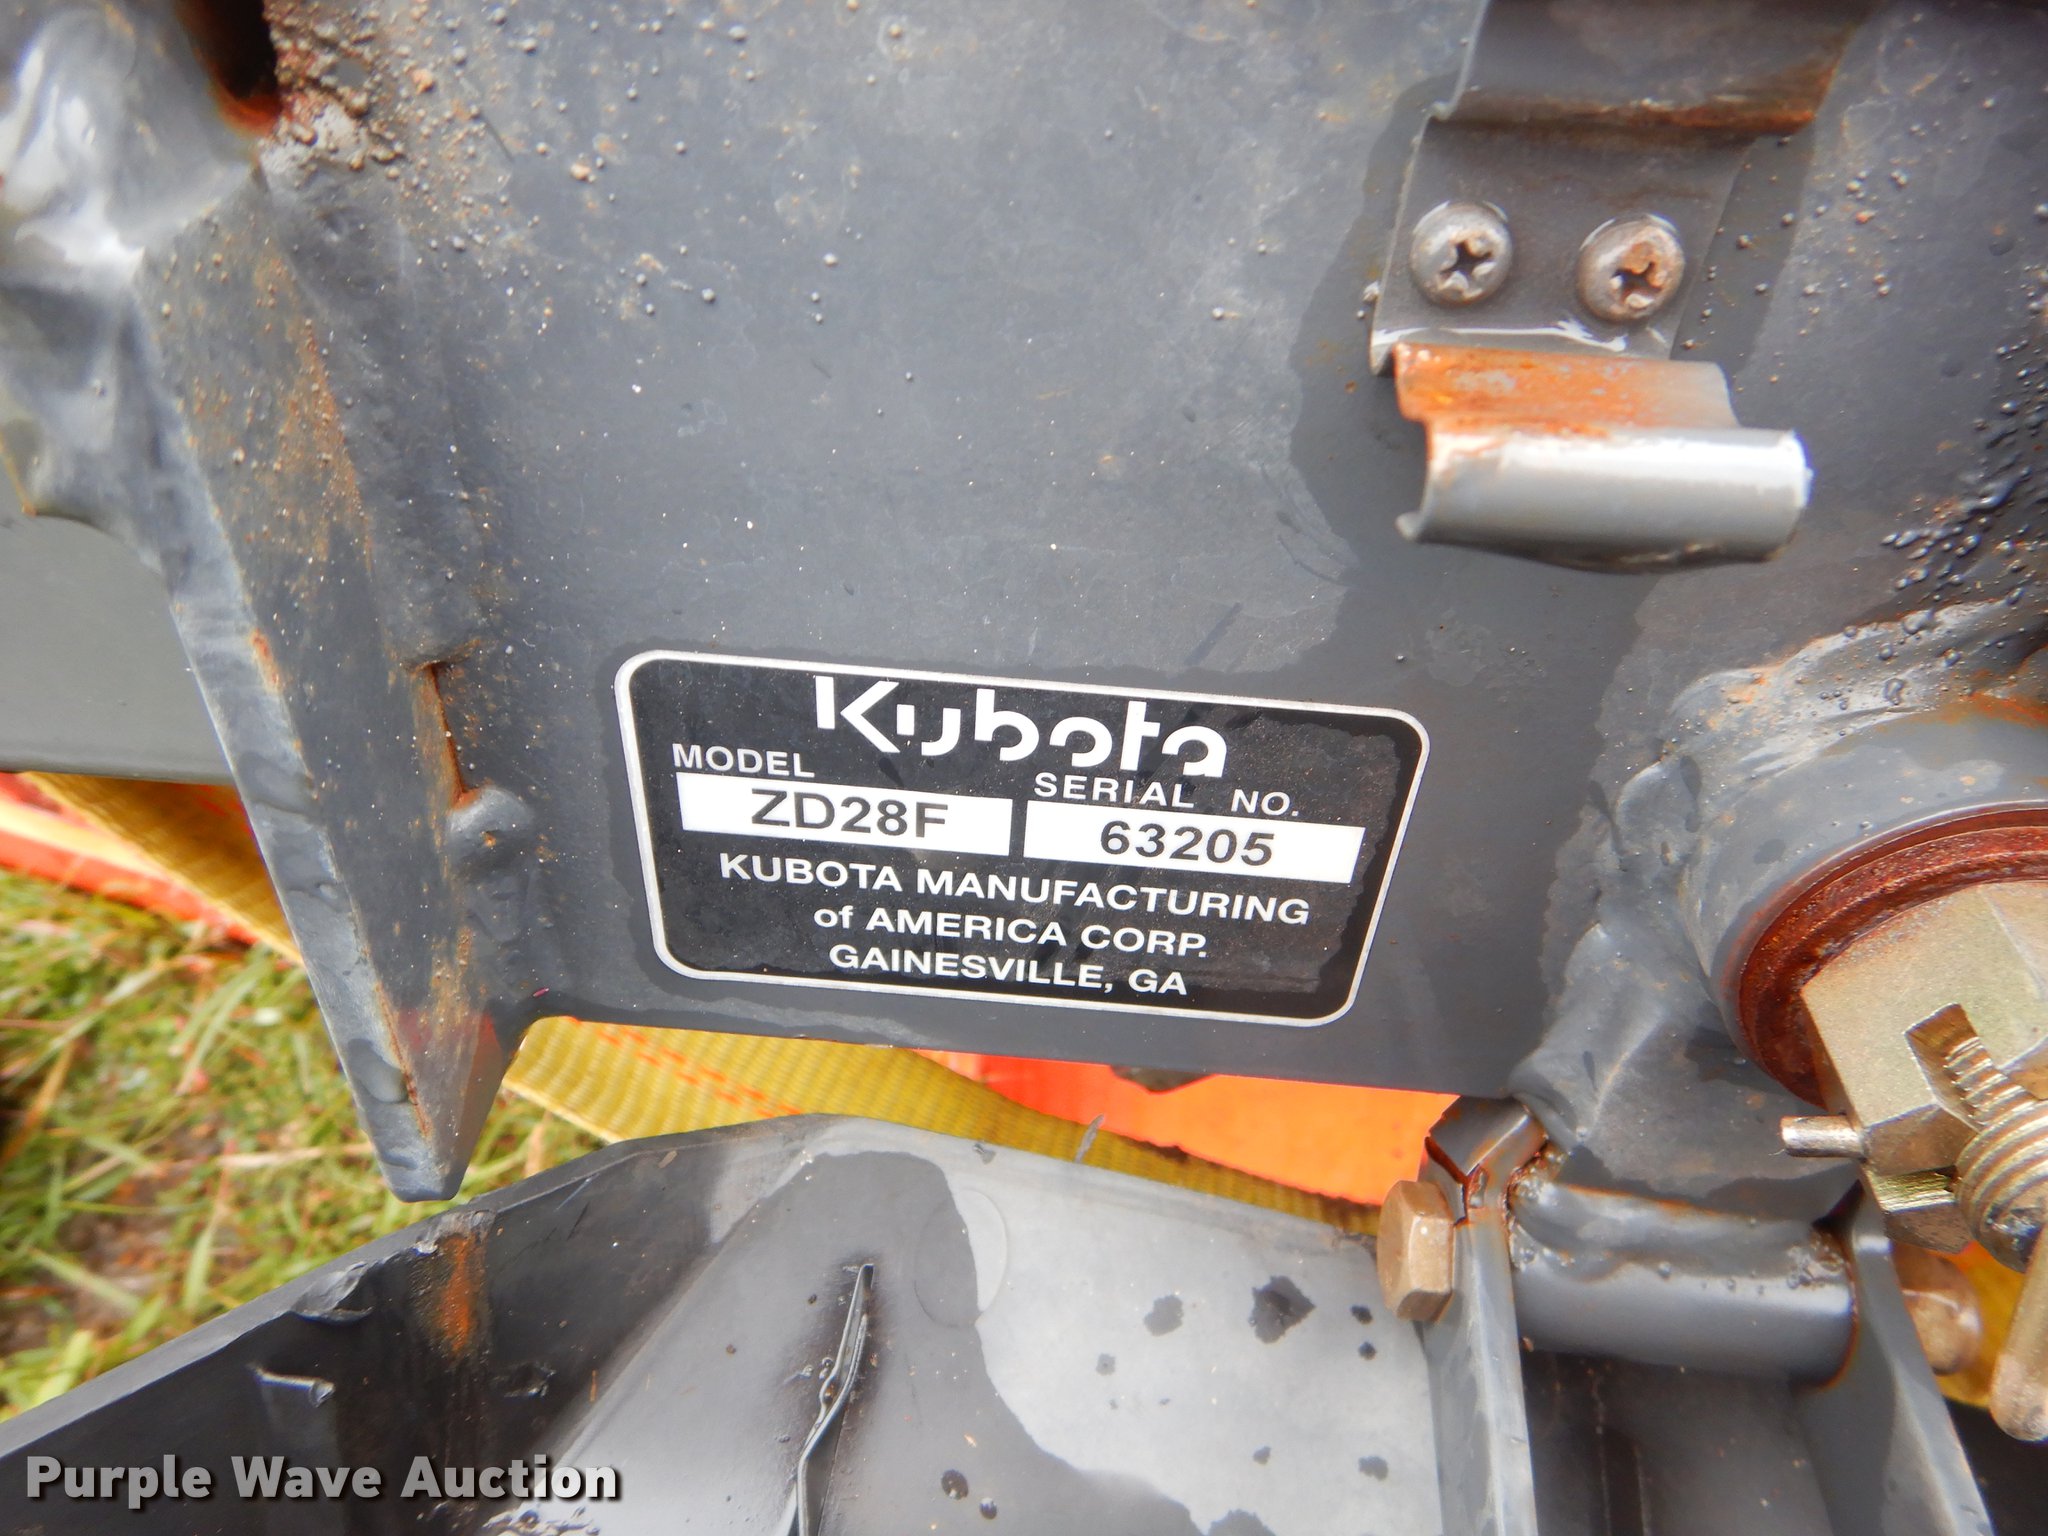 Kubota
MODEL SERIAL NO.
ZD28F 63205
KUBOTA MANUFACTURING
of AMERICA CORP.
GAINESVILLE, GA
Purple Wave Auction